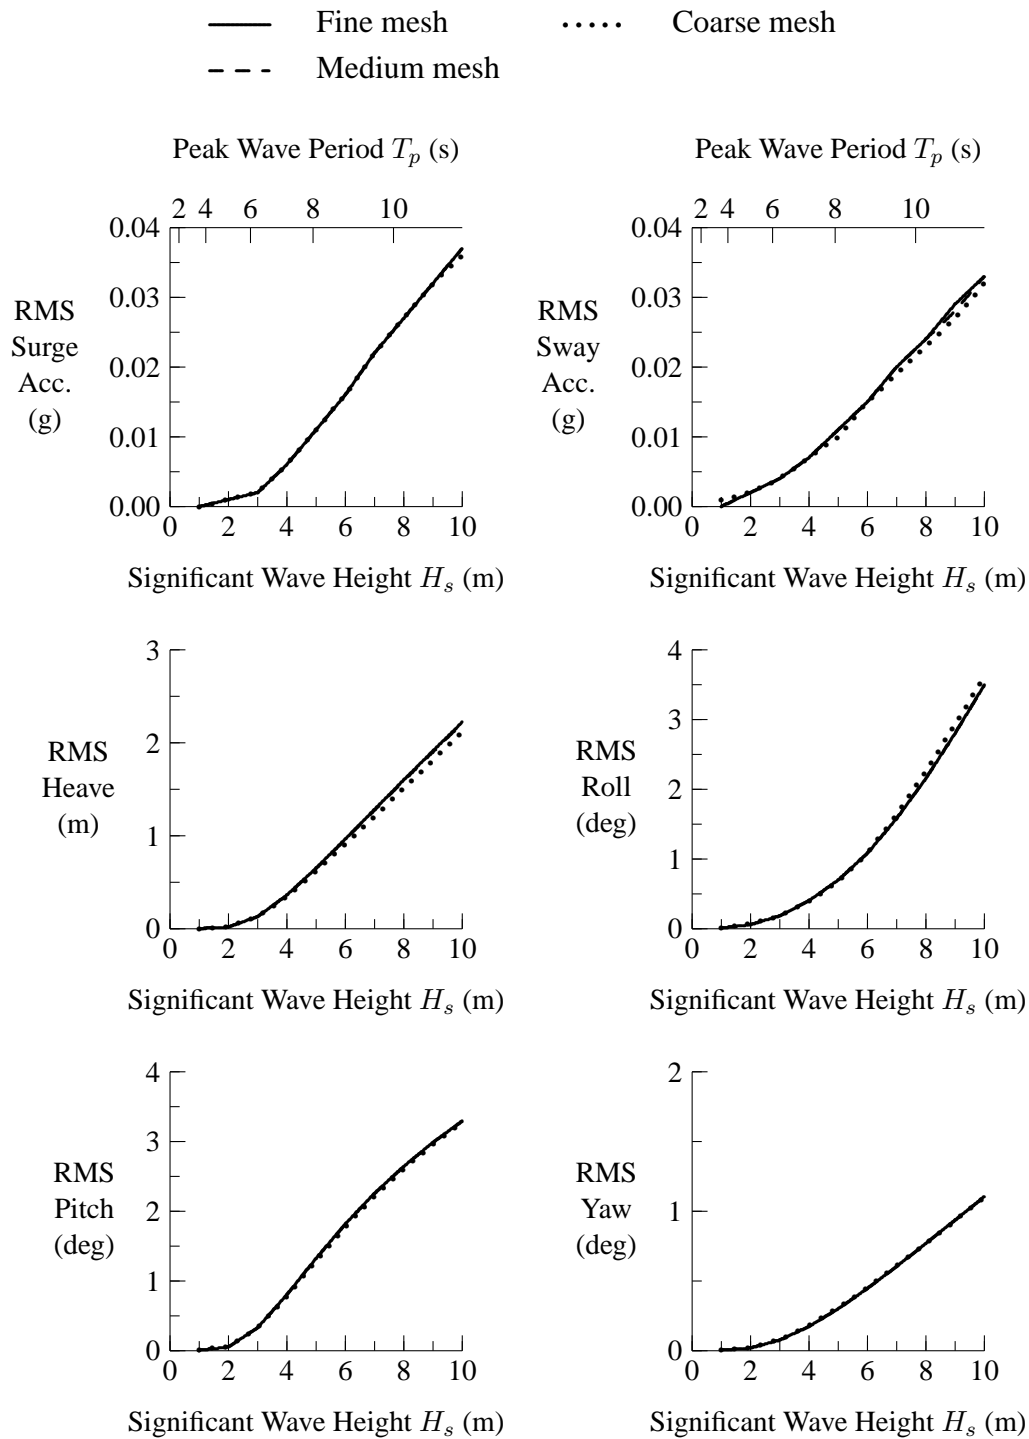 Fine mesh
Coarse mesh
Medium mesh
Peak Wave Period T_p (s)
2 4 6 8 10
0.04
0.03
0.02
0.01
0.00
RMS
Surge
Acc.
(g)
0 2 4 6 8 10
Significant Wave Height H_s (m)
Peak Wave Period T_p (s)
2 4 6 8 10
0.04
0.03
0.02
0.01
0.00
RMS
Sway
Acc.
(g)
0 2 4 6 8 10
Significant Wave Height H_s (m)
3
2
1
0
RMS
Heave
(m)
0 2 4 6 8 10
Significant Wave Height H_s (m)
4
3
2
1
0
RMS
Roll
(deg)
0 2 4 6 8 10
Significant Wave Height H_s (m)
4
3
2
1
0
RMS
Pitch
(deg)
0 2 4 6 8 10
Significant Wave Height H_s (m)
2
1
0
RMS
Yaw
(deg)
0 2 4 6 8 10
Significant Wave Height H_s (m)